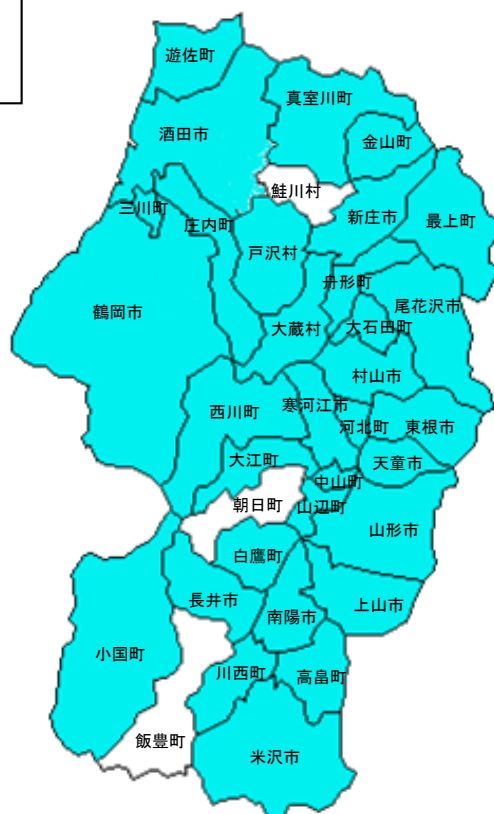 遊佐町
真室川町
酒田市
金山町
鮭川村
三川町
庄内町
新庄市
最上町
戸沢村
舟形町
鶴岡市
尾花沢市
大蔵村
大石田町
村山市
西川町
寒河江市
河北町
東根市
大江町
天童市
中山町
朝日町
山辺町
山形市
白鷹町
長井市
上山市
南陽市
小国町
川西町
高畠町
飯豊町
米沢市